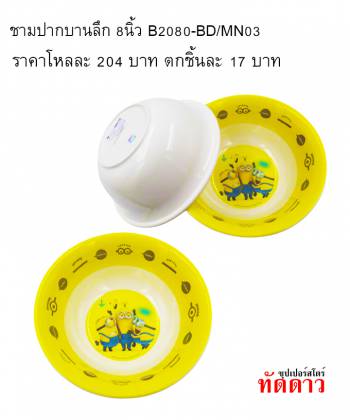 ชามปากบานลึก 8นิ้ว B2080-BD/MN03
ราคาโหลละ 204 บาท ตกชิ้นละ 17 บาท
ซุปเปอร์สโตร์
ทัดดาว